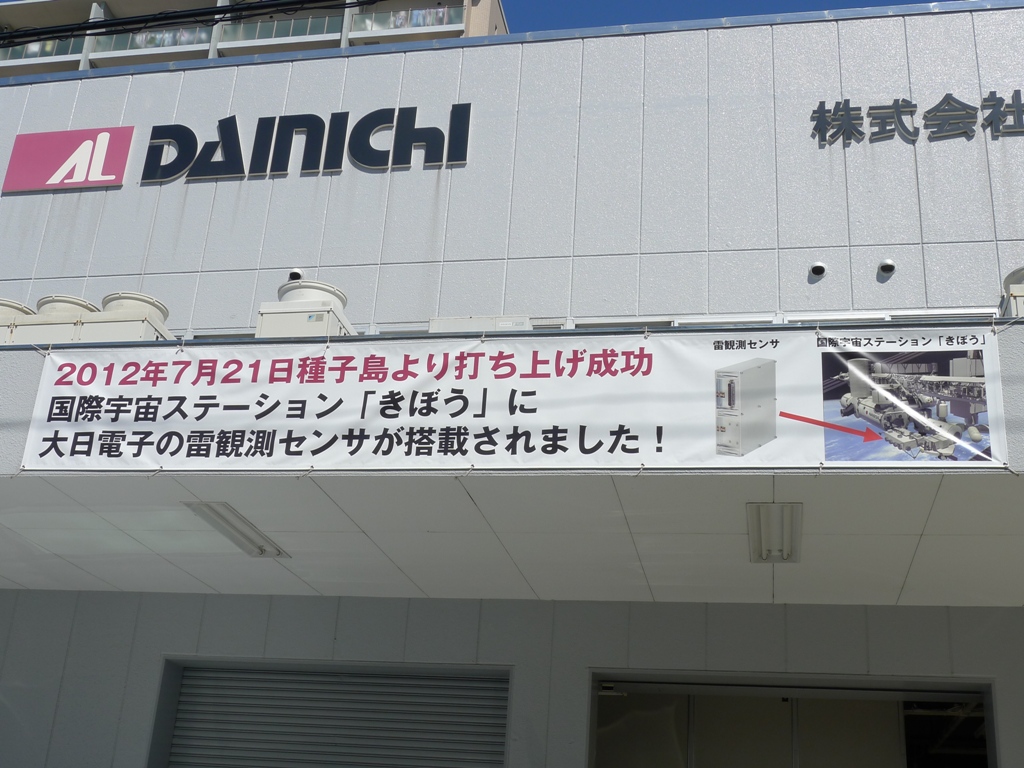 AL DAINICHI
株式会社
2012年7月21日種子島より打ち上げ成功
国際宇宙ステーション「きぼう」に
大日電子の雷観測センサが搭載されました!
雷観測センサ
国際宇宙ステーション「きぼう」